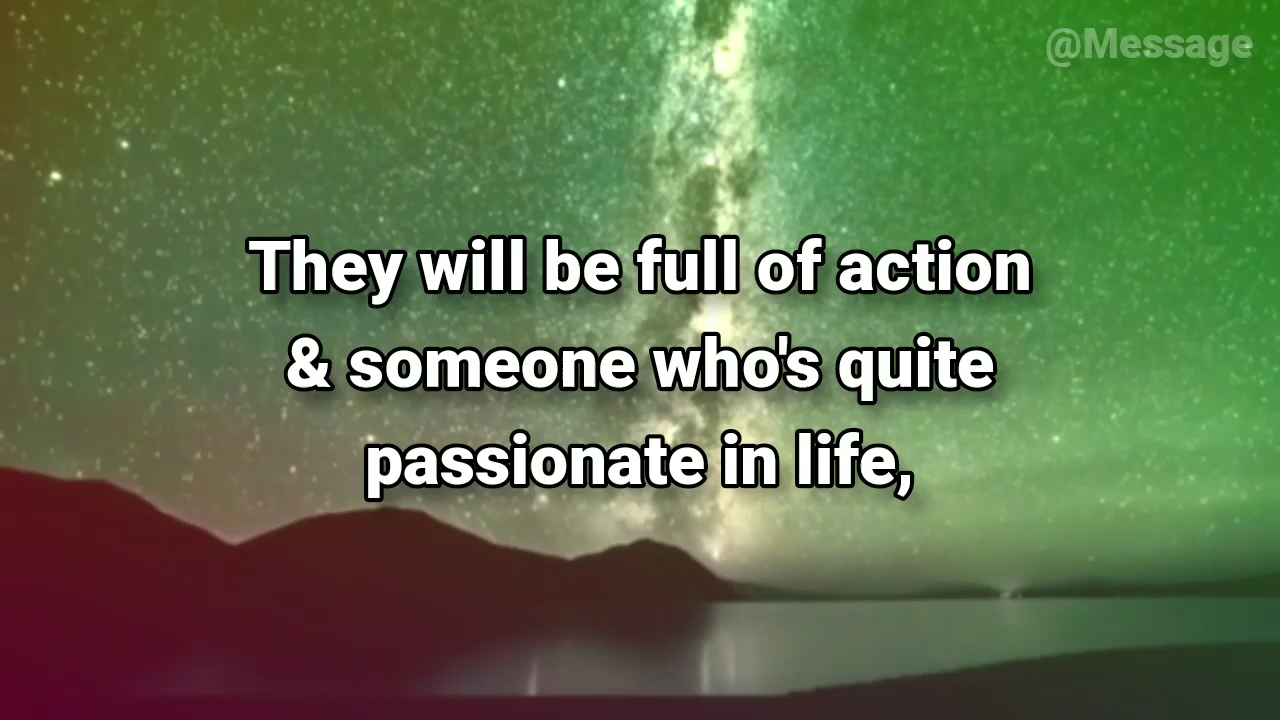 @Message
They will be full of action
& someone who's quite
passionate in life,